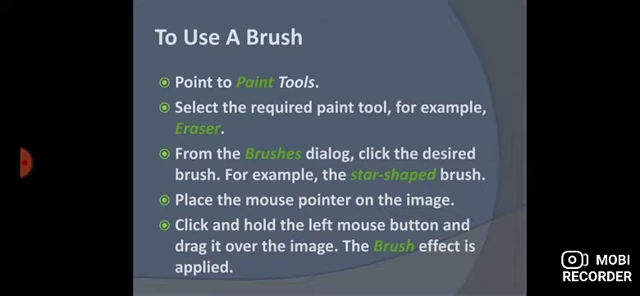 To Use A Brush
Point to Paint Tools.
Select the required paint tool, for example,
Eraser.
From the Brushes dialog, click the desired
brush. For example, the star-shaped brush.
Place the mouse pointer on the image.
Click and hold the left mouse button and
drag it over the image. The Brush effect is
applied.
MOBI
RECORDER